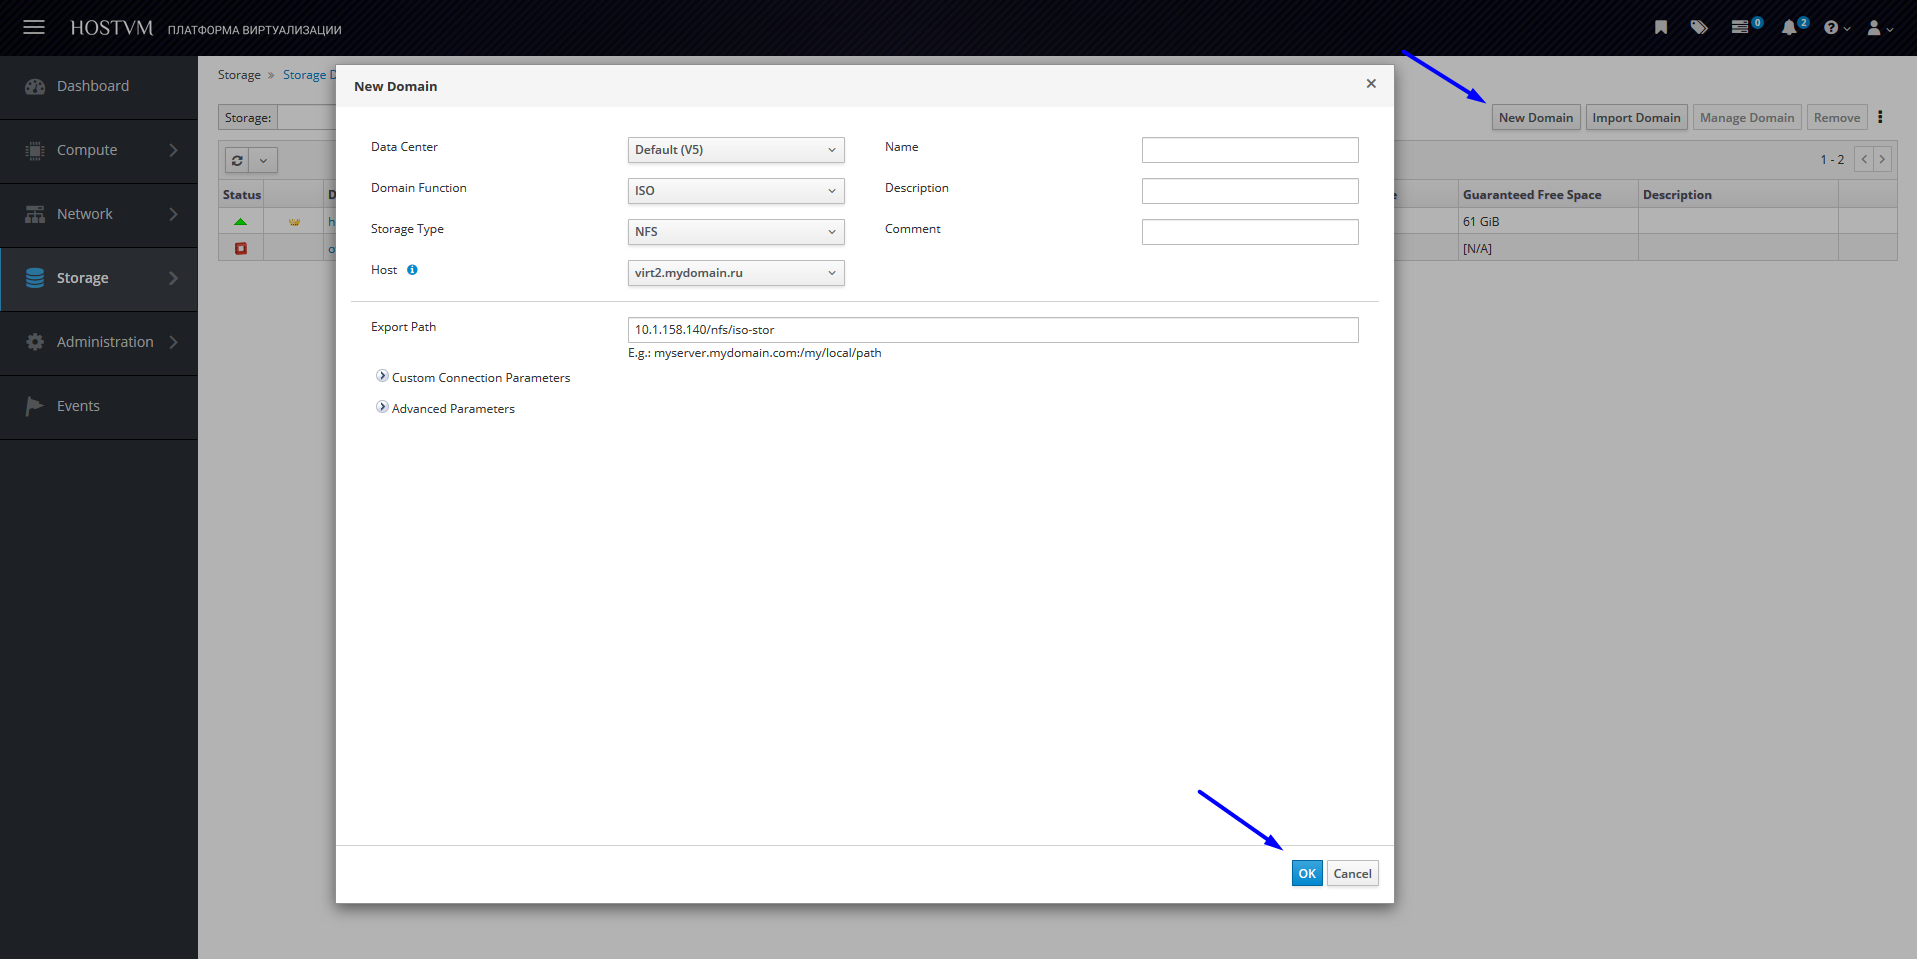 HOSTVM ПЛАТФОРМА ВИРТУАЛИЗАЦИИ
0
2
Dashboard
Compute
Network
Storage
Administration
Events
Storage » Storage D
Storage:
New Domain
Import Domain
Manage Domain
Remove
1 - 2
Status
D
Guaranteed Free Space
Description
h
61 GiB
o
[N/A]
New Domain
Data Center
Default (V5)
Name
Domain Function
ISO
Description
Storage Type
NFS
Comment
Host
virt2.mydomain.ru
Export Path
10.1.158.140/nfs/iso-stor
E.g.: myserver.mydomain.com:/my/local/path
Custom Connection Parameters
Advanced Parameters
OK
Cancel